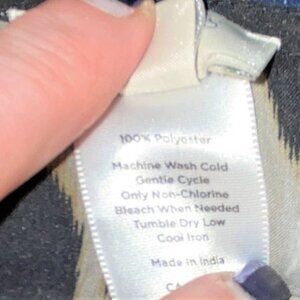 100% Polyester
Machine Wash Cold
Gentle Cycle
Only Non-Chlorine
Bleach When Needed
Tumble Dry Low
Cool Iron
Made in India
CA